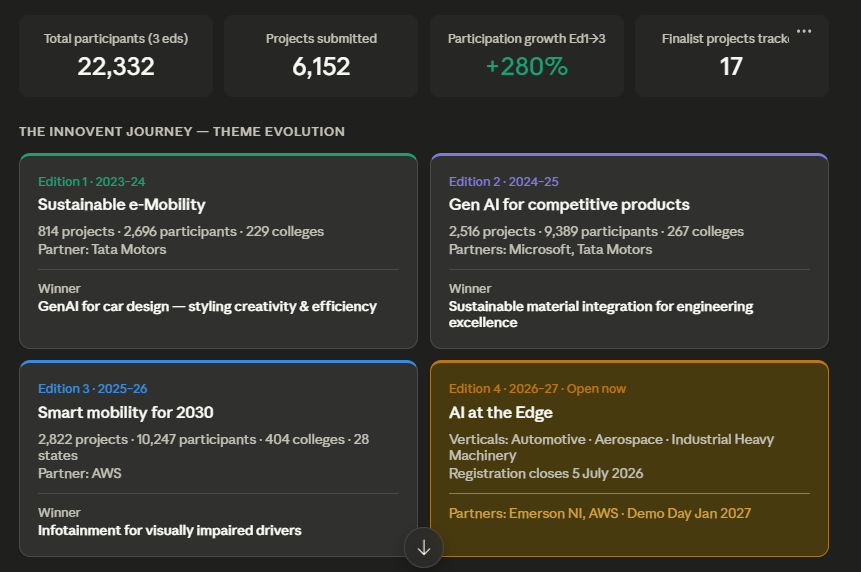 Total participants (3 eds)
22,332
Projects submitted
6,152
Participation growth Ed1→3
+280%
Finalist projects
17
THE INNOVENT JOURNEY — THEME EVOLUTION
Edition 1 · 2023–24
Sustainable e-Mobility
814 projects · 2,696 participants · 229 colleges
Partner: Tata Motors
Winner
GenAI for car design — styling creativity & efficiency
Edition 2 · 2024–25
Gen AI for competitive products
2,516 projects · 9,389 participants · 267 colleges
Partners: Microsoft, Tata Motors
Winner
Sustainable material integration for engineering
excellence
Edition 3 · 2025–26
Smart mobility for 2030
2,822 projects · 10,247 participants · 404 colleges · 28
states
Partner: AWS
Winner
Infotainment for visually impaired drivers
Edition 4 · 2026–27 · Open now
AI at the Edge
Verticals: Automotive · Aerospace · Industrial Heavy
Machinery
Registration closes 5 July 2026
Partners: Emerson NI, AWS · Demo Day Jan 2027